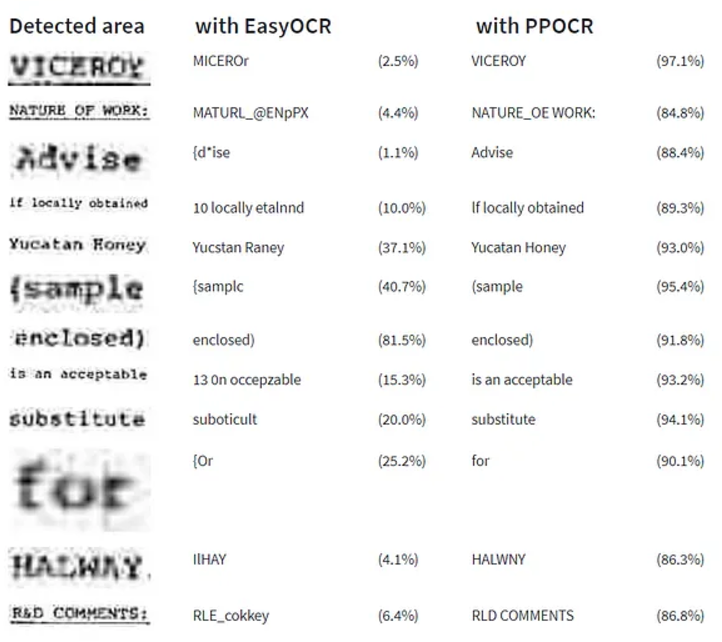 Detected area with EasyOCR with PPOCR
VICEROY MICEROr (2.5%) VICEROY (97.1%)
NATURE OF WORK: MATURL_@ENpPX (4.4%) NATURE_OE WORK: (84.8%)
Advise {d*ise (1.1%) Advise (88.4%)
if locally obtained 10 locally etalnnd (10.0%) lf locally obtained (89.3%)
Yucatan Honey Yucstan Raney (37.1%) Yucatan Honey (93.0%)
(sample {samplc (40.7%) (sample (95.4%)
enclosed) enclosed) (81.5%) enclosed) (91.8%)
is an acceptable 13 0n occepzable (15.3%) is an acceptable (93.2%)
substitute suboticult (20.0%) substitute (94.1%)
for {Or (25.2%) for (90.1%)
HALWAY. IlHAY (4.1%) HALWNY (86.3%)
R&D COMMENTS: RLE_cokkey (6.4%) RLD COMMENTS (86.8%)